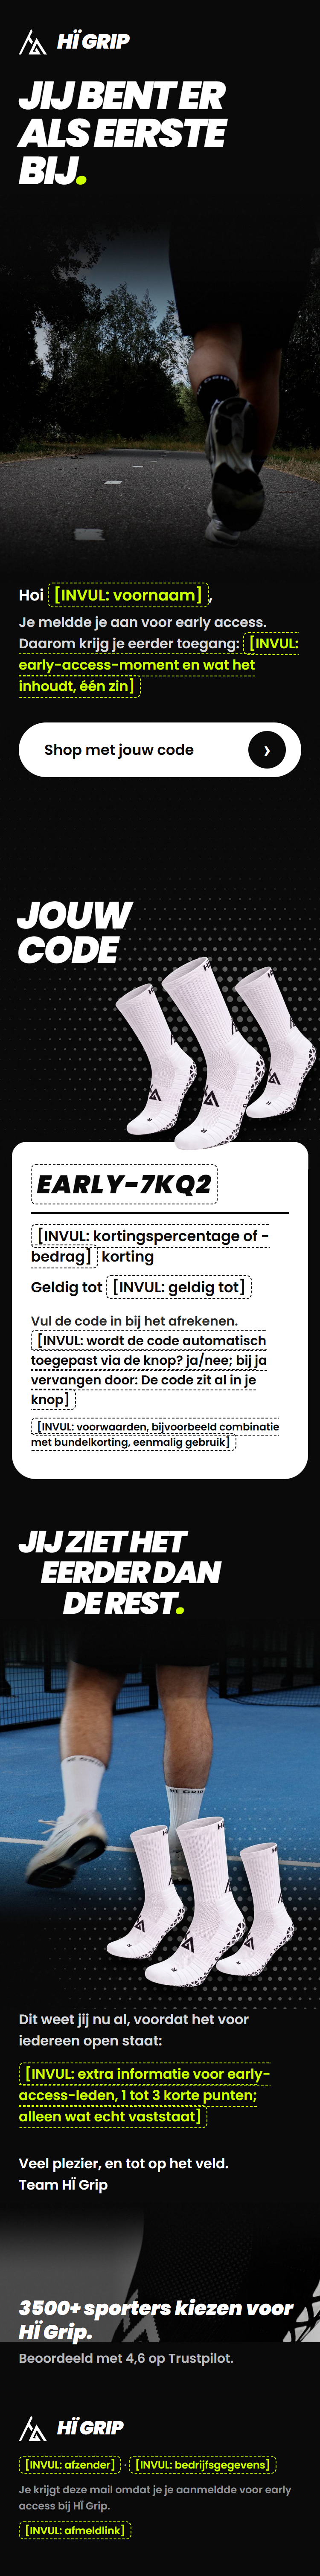 HÏ GRIP
JIJ BENT ER
ALS EERSTE
BIJ.
Hoi [INVUL: voornaam],
Je meldde je aan voor early access.
Daarom krijg je eerder toegang: [INVUL:
early-access-moment en wat het
inhoudt, één zin]
Shop met jouw code
JOUW
CODE
EARLY-7KQ2
[INVUL: kortingspercentage of -
bedrag] korting
Geldig tot [INVUL: geldig tot]
Vul de code in bij het afrekenen.
[INVUL: wordt de code automatisch
toegepast via de knop? ja/nee; bij ja
vervangen door: De code zit al in je
knop]
[INVUL: voorwaarden, bijvoorbeeld combinatie
met bundelkorting, eenmalig gebruik]
JIJ ZIET HET
EERDER DAN
DE REST.
HÏ GRIP
Dit weet jij nu al, voordat het voor
iedereen open staat:
[INVUL: extra informatie voor early-
access-leden, 1 tot 3 korte punten;
alleen wat echt vaststaat]
Veel plezier, en tot op het veld.
Team HÏ Grip
3500+ sporters kiezen voor
HÏ Grip.
Beoordeeld met 4,6 op Trustpilot.
HÏ GRIP
[INVUL: afzender] · [INVUL: bedrijfsgegevens]
Je krijgt deze mail omdat je je aanmeldde voor early
access bij HÏ Grip.
[INVUL: afmeldlink]